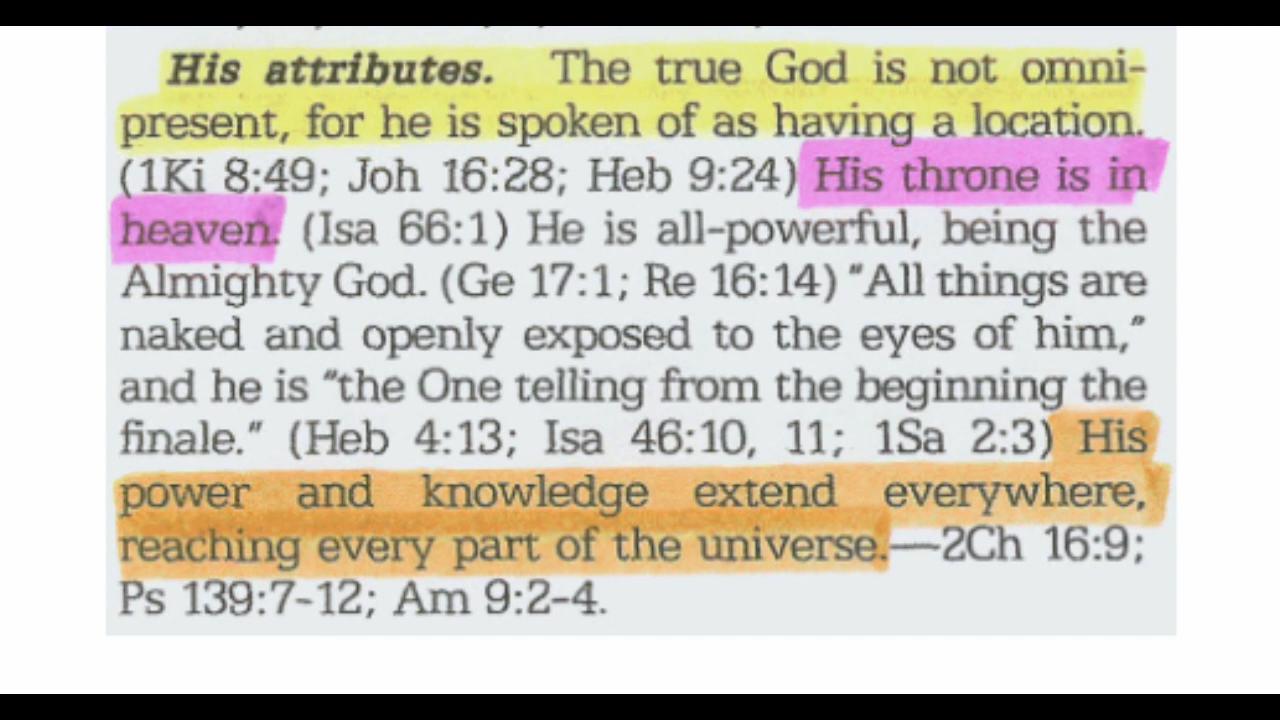 His attributes. The true God is not omni-
present, for he is spoken of as having a location.
(1Ki 8:49; Joh 16:28; Heb 9:24) His throne is in
heaven. (Isa 66:1) He is all-powerful, being the
Almighty God. (Ge 17:1; Re 16:14) "All things are
naked and openly exposed to the eyes of him,"
and he is "the One telling from the beginning the
finale." (Heb 4:13; Isa 46:10, 11; 1Sa 2:3) His
power and knowledge extend everywhere,
reaching every part of the universe.—2Ch 16:9;
Ps 139:7-12; Am 9:2-4.